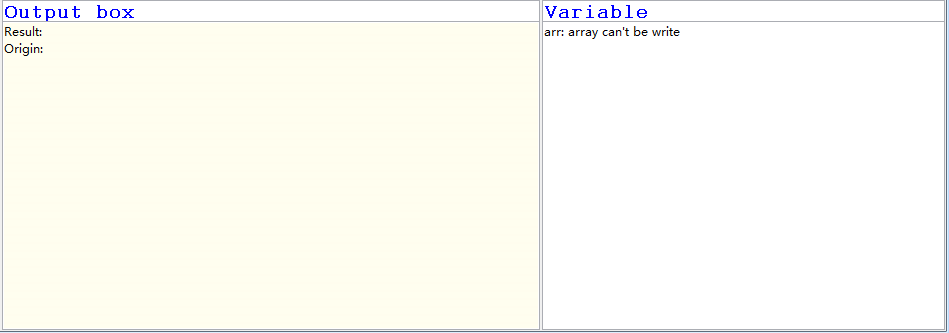 Output box
Result:
Origin:
Variable
arr: array can't be write